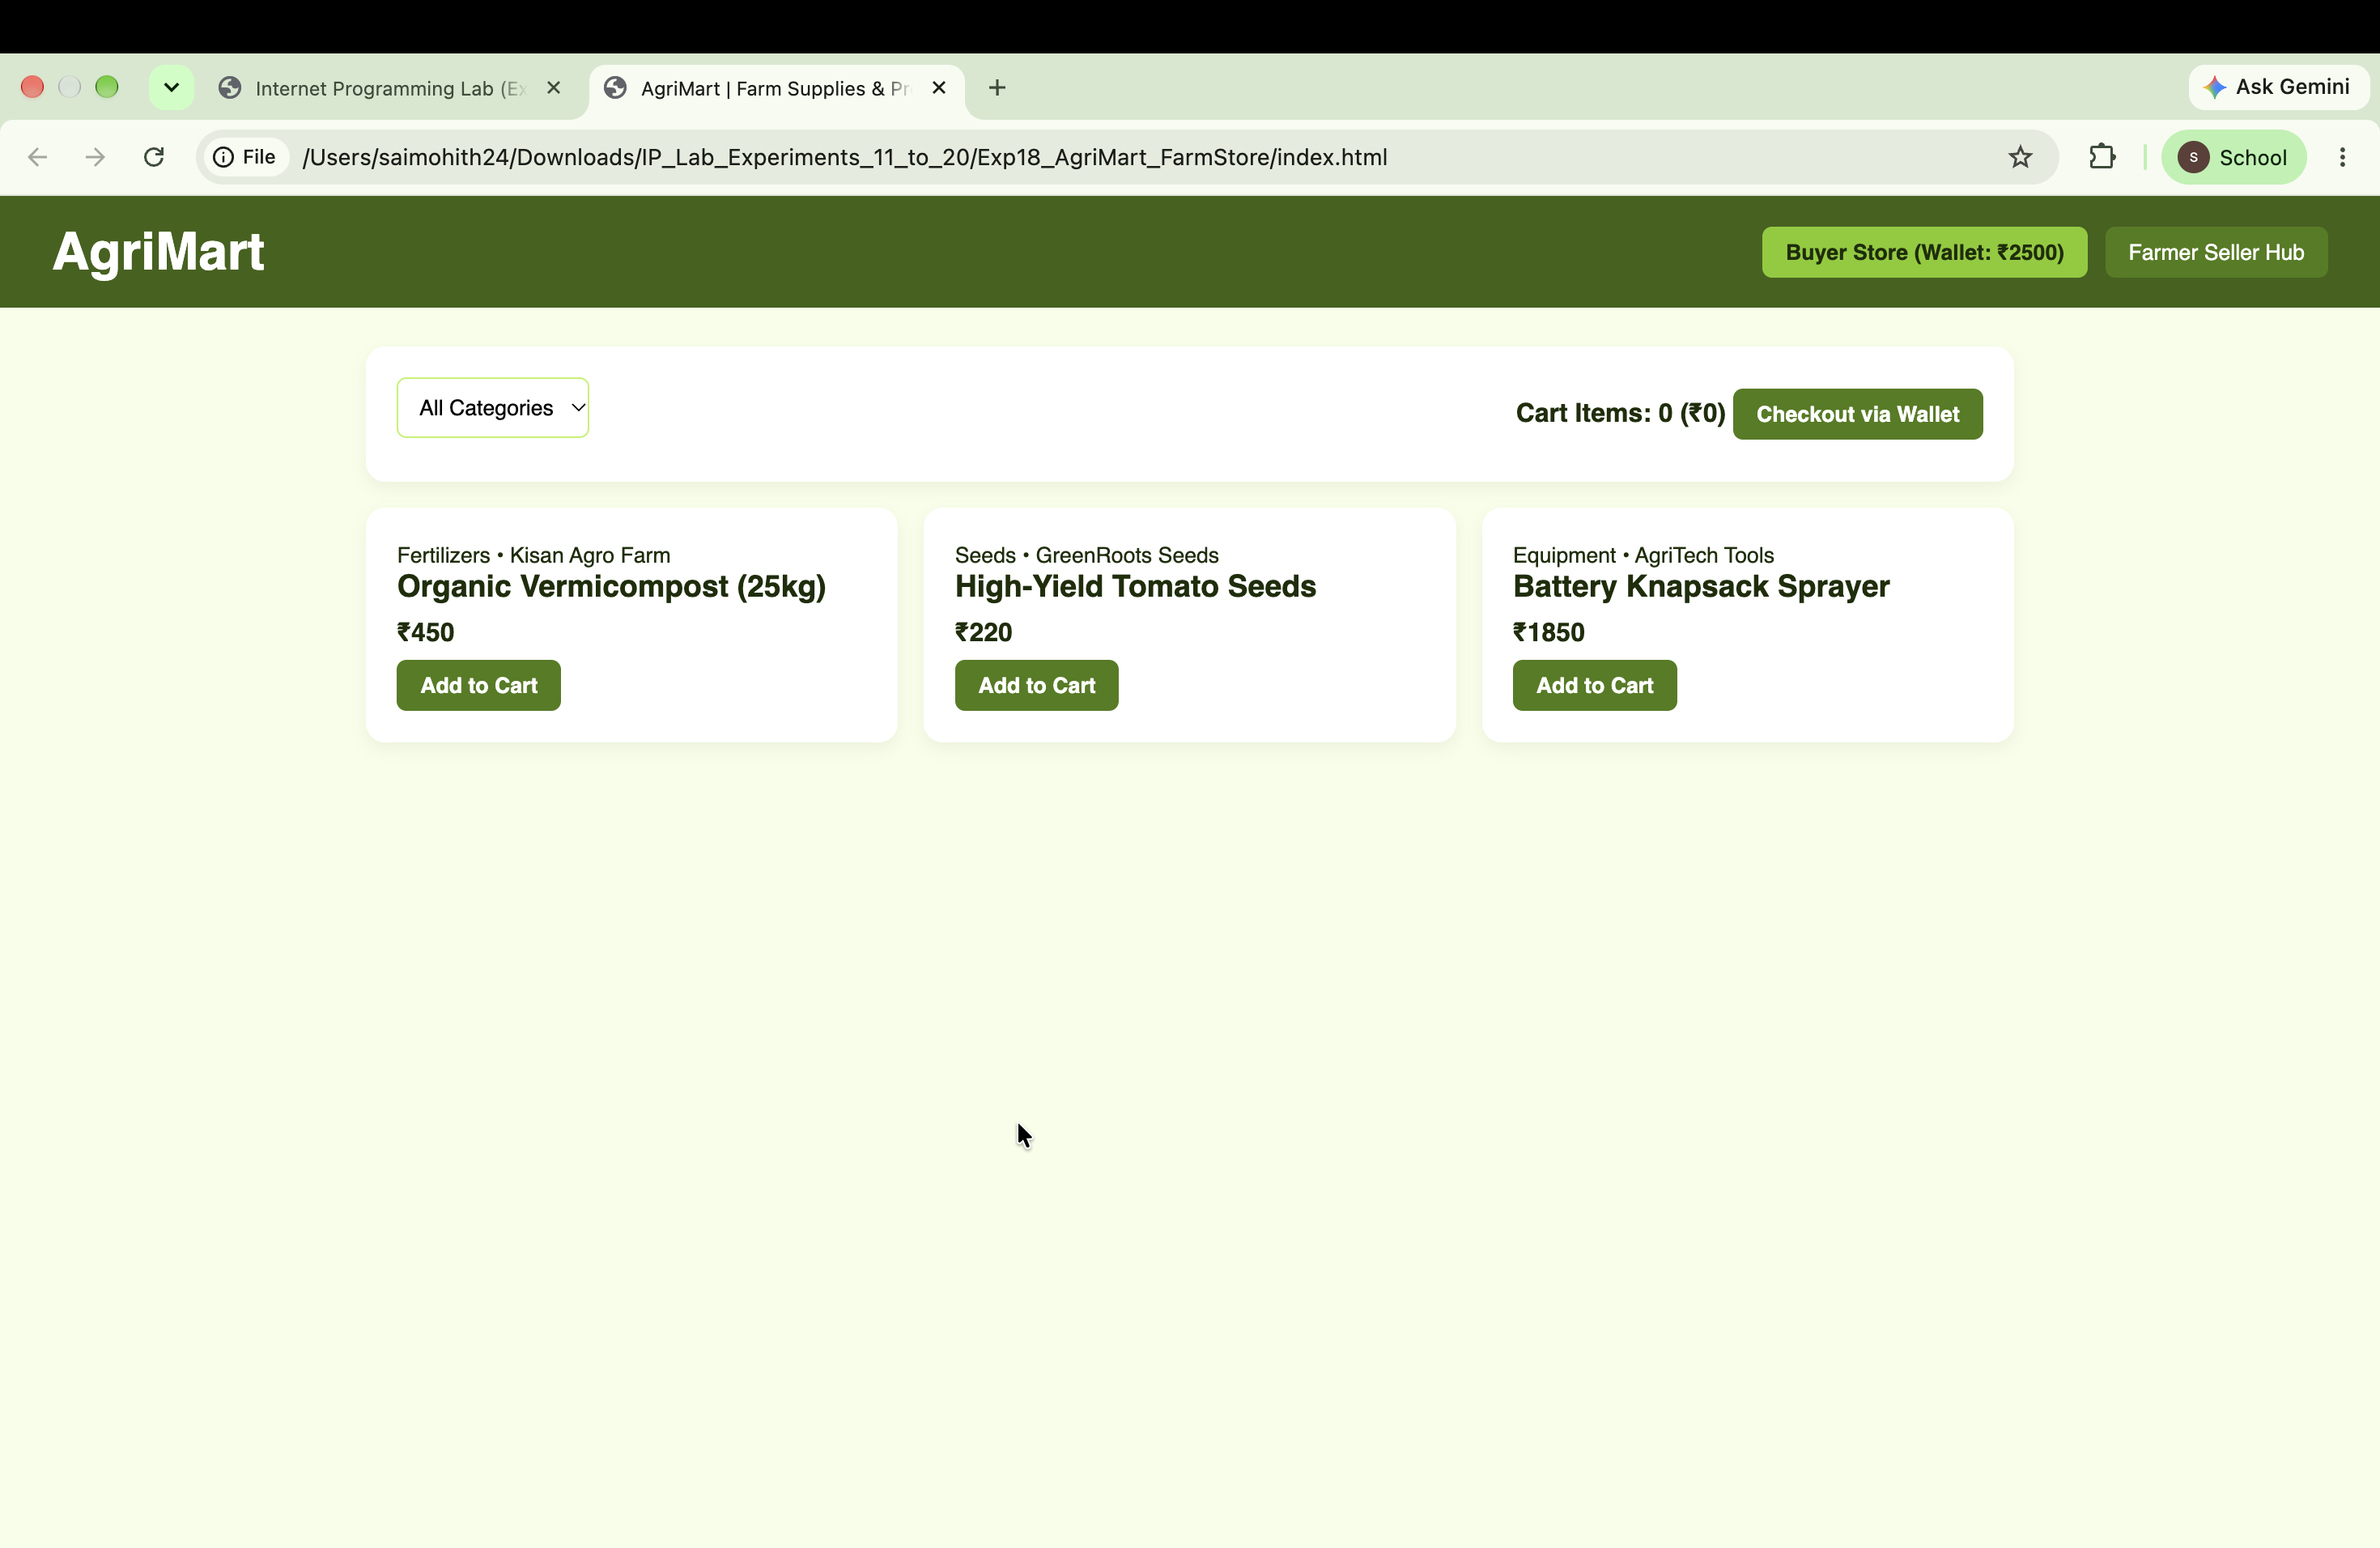 Internet Programming Lab (Ex
AgriMart | Farm Supplies & Pr
Ask Gemini
File
/Users/saimohith24/Downloads/IP_Lab_Experiments_11_to_20/Exp18_AgriMart_FarmStore/index.html
S
School
AgriMart
Buyer Store (Wallet: ₹2500)
Farmer Seller Hub
All Categories
Cart Items: 0 (₹0)
Checkout via Wallet
Fertilizers • Kisan Agro Farm
Organic Vermicompost (25kg)
₹450
Add to Cart
Seeds • GreenRoots Seeds
High-Yield Tomato Seeds
₹220
Add to Cart
Equipment • AgriTech Tools
Battery Knapsack Sprayer
₹1850
Add to Cart